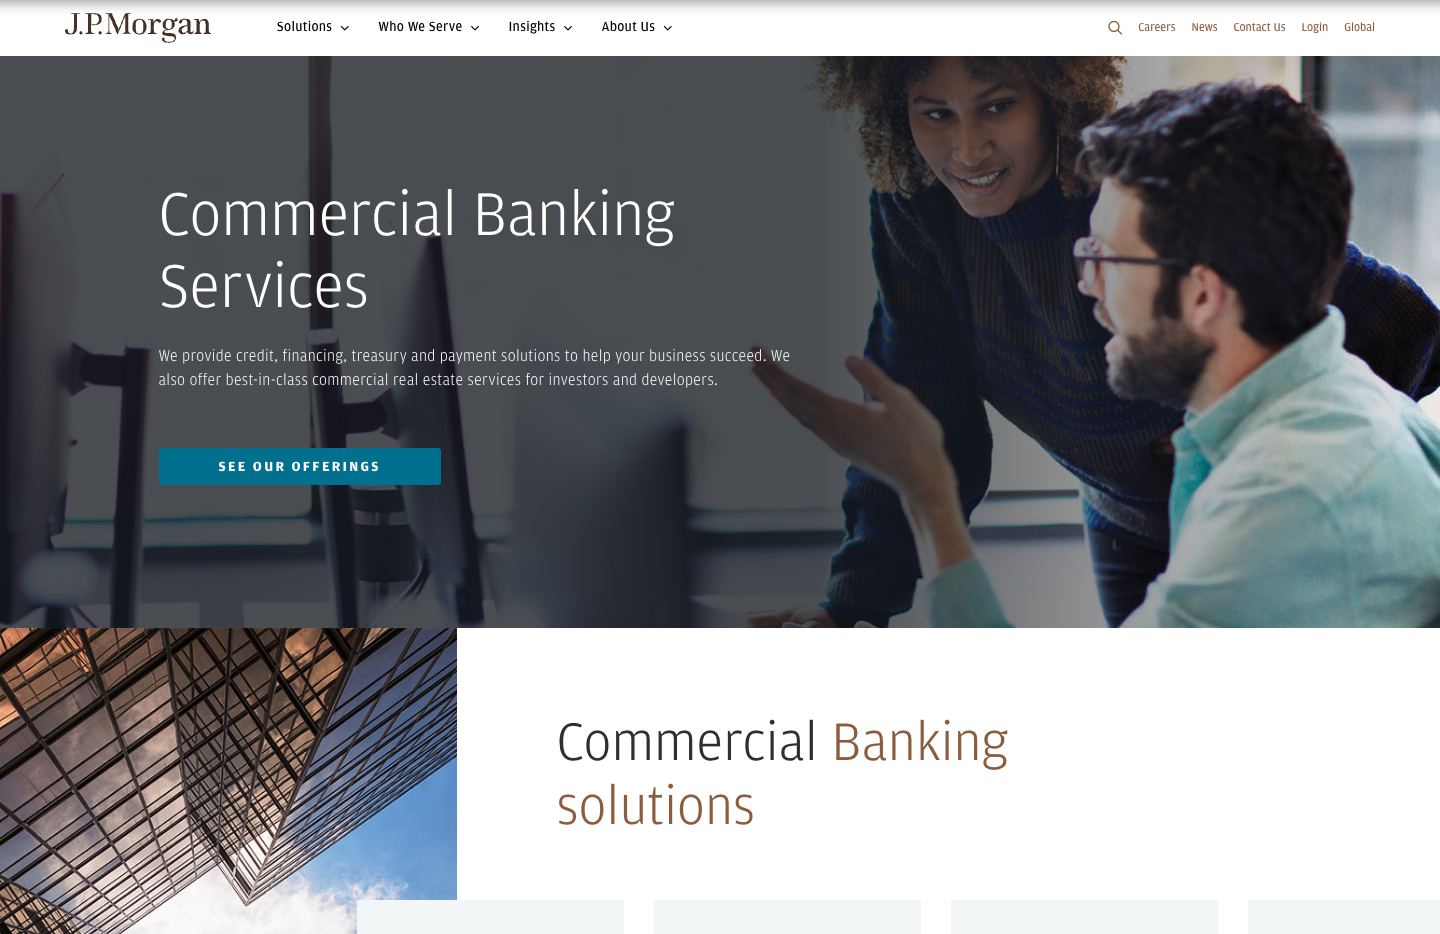 J.P.Morgan
Solutions
Who We Serve
Insights
About Us
Careers
News
Contact Us
Login
Global
Commercial Banking
Services
We provide credit, financing, treasury and payment solutions to help your business succeed. We
also offer best-in-class commercial real estate services for investors and developers.
SEE OUR OFFERINGS
Commercial Banking
solutions